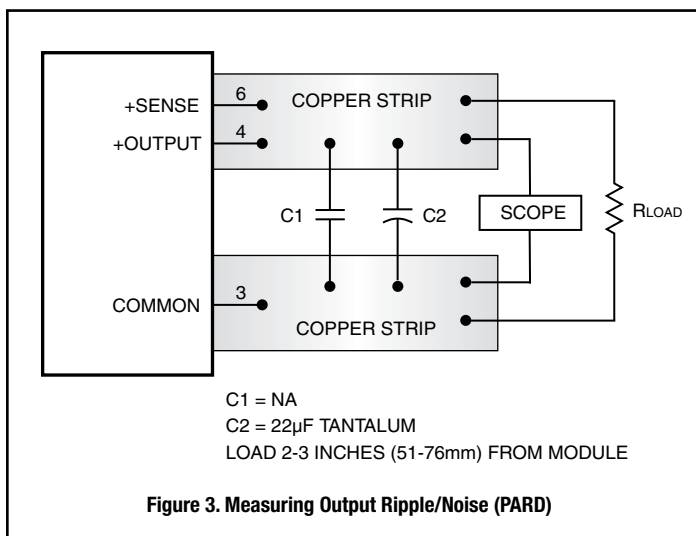 +SENSE
6
COPPER STRIP
+OUTPUT
4
C1
C2
SCOPE
RLOAD
COMMON
3
COPPER STRIP
C1 = NA
C2 = 22µF TANTALUM
LOAD 2-3 INCHES (51-76mm) FROM MODULE
Figure 3. Measuring Output Ripple/Noise (PARD)